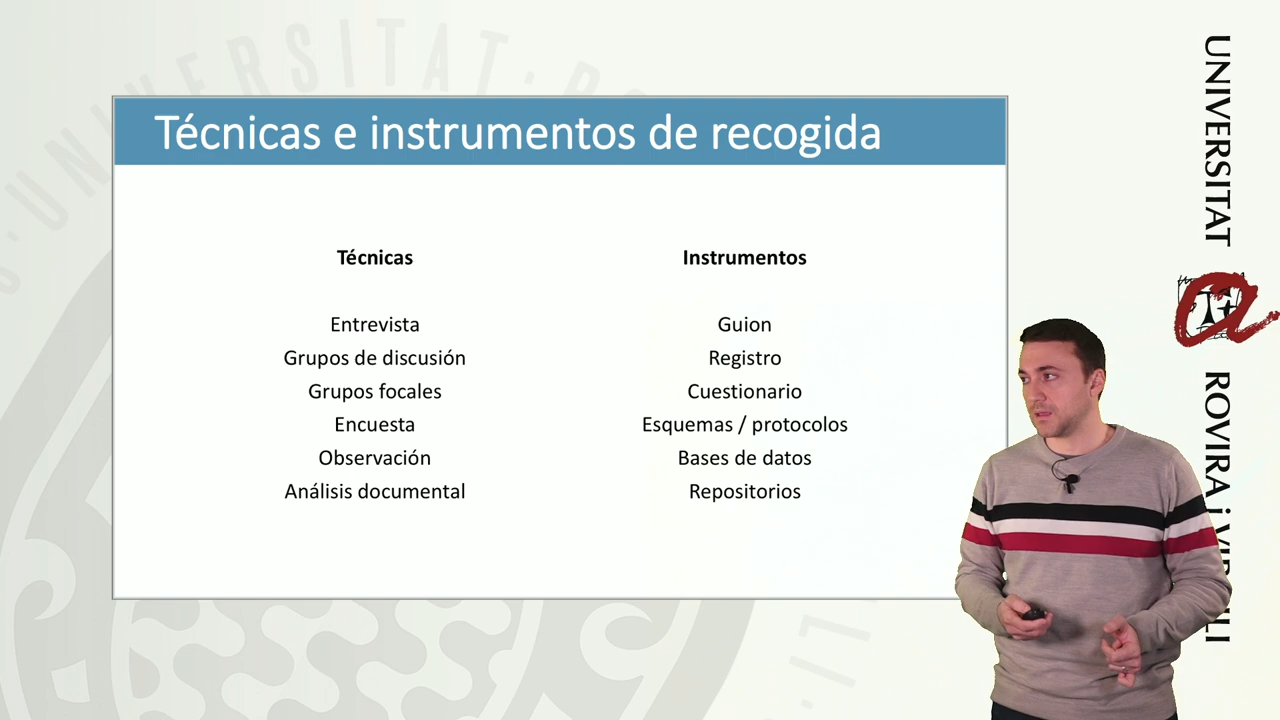 Técnicas e instrumentos de recogida
Técnicas
Entrevista
Grupos de discusión
Grupos focales
Encuesta
Observación
Análisis documental
Instrumentos
Guion
Registro
Cuestionario
Esquemas / protocolos
Bases de datos
Repositorios
UNIVERSITAT
ROVIRA i
UNIVERSITAT